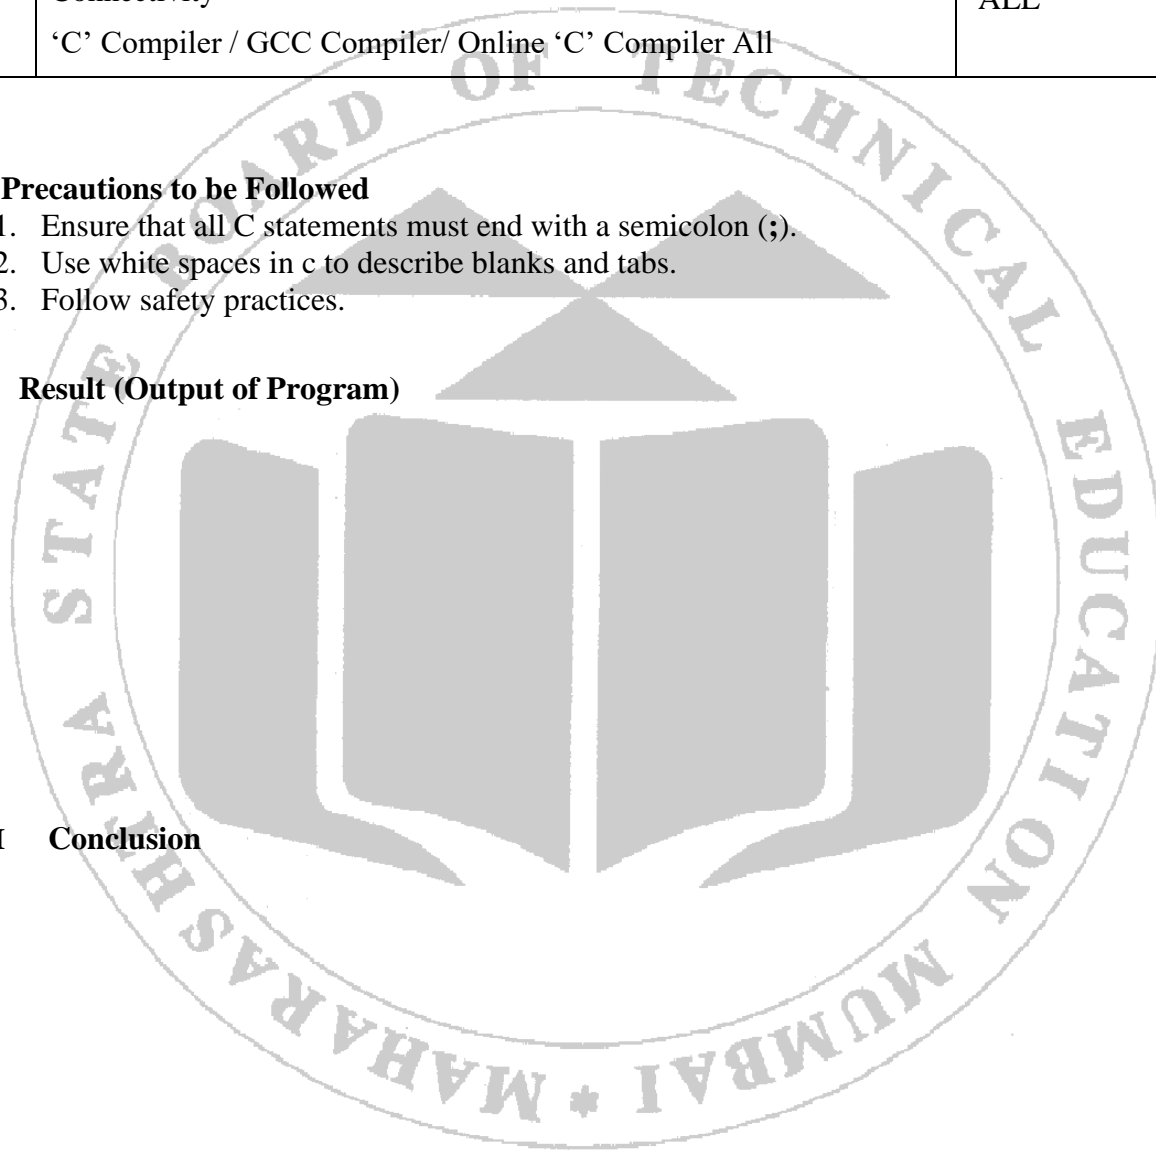 ‘C’ Compiler / GCC Compiler/ Online ‘C’ Compiler All
Precautions to be Followed
1. Ensure that all C statements must end with a semicolon (;).
2. Use white spaces in c to describe blanks and tabs.
3. Follow safety practices.
Result (Output of Program)
Conclusion
MAHARASHTRA STATE BOARD OF TECHNICAL EDUCATION MUMBAI *